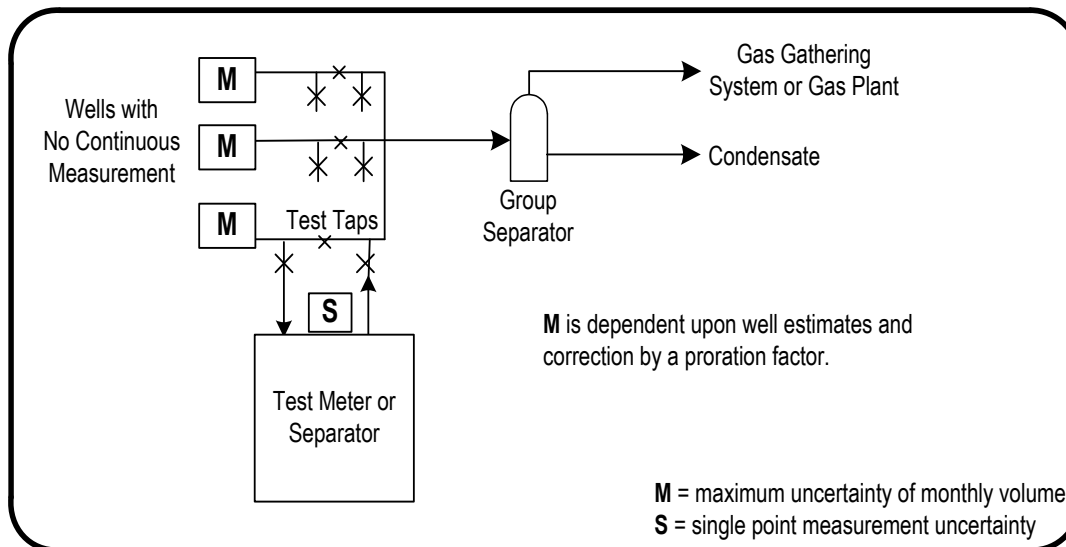 Gas Gathering
System or Gas Plant
M
Wells with
No Continuous
Measurement
M
Condensate
Group
Separator
M
Test Taps
S
M is dependent upon well estimates and
correction by a proration factor.
Test Meter or
Separator
M = maximum uncertainty of monthly volume
S = single point measurement uncertainty